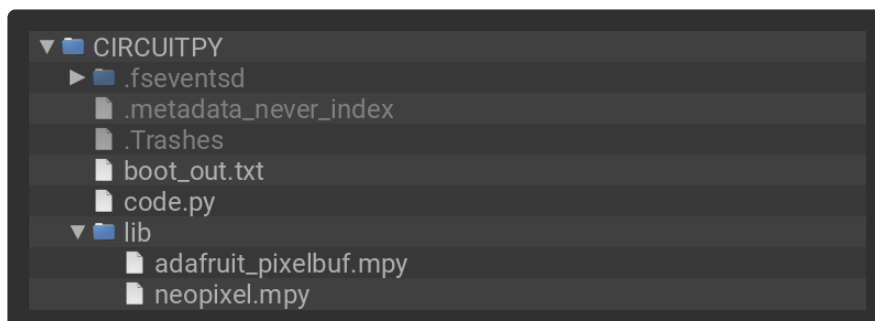 CIRCUITPY
.fseventsd
.metadata_never_index
.Trashes
boot_out.txt
code.py
lib
adafruit_pixelbuf.mpy
neopixel.mpy